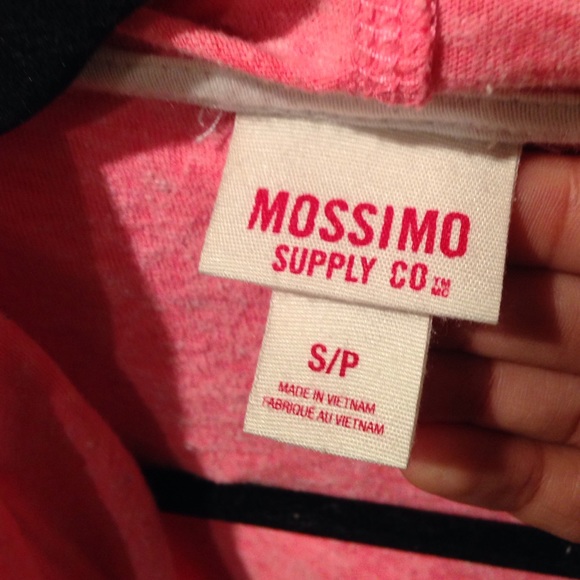 MOSSIMO
SUPPLY CO ™ MC
S/P
MADE IN VIETNAM
FABRIQUE AU VIETNAM